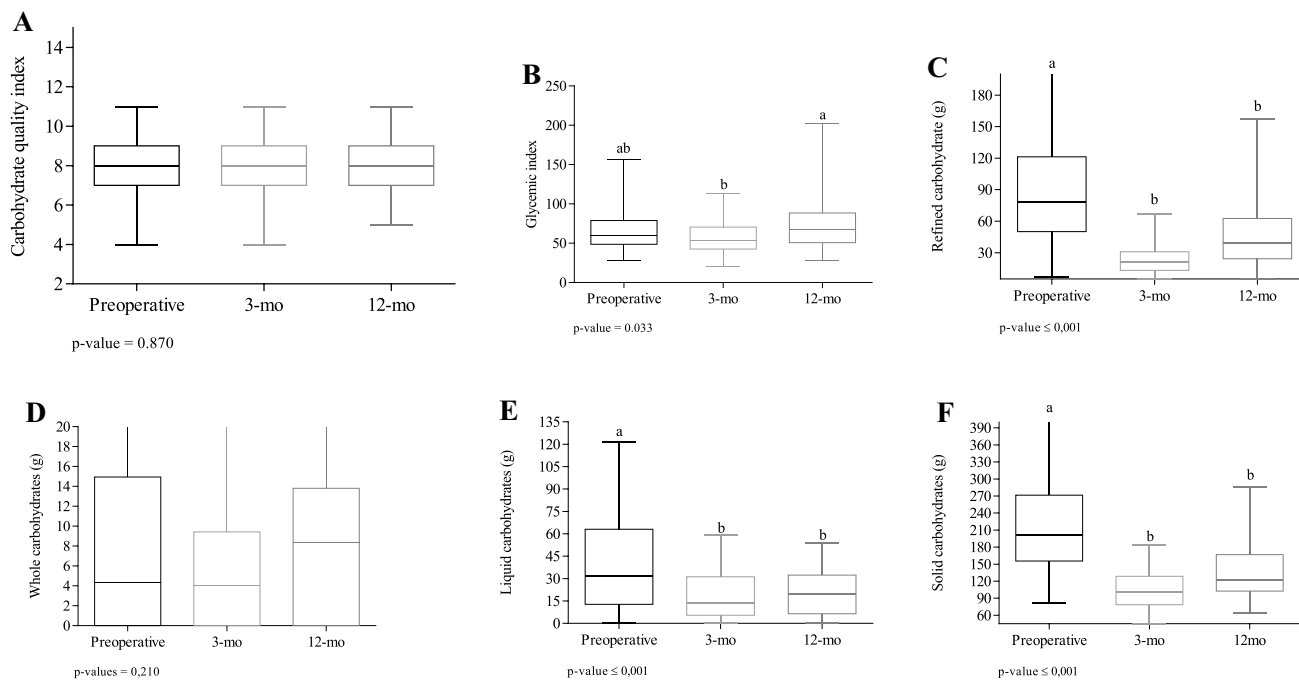 A
Carbohydrate quality index
14
12
10
8
6
4
2
Preoperative 3-mo 12-mo
p-value = 0.870
B
Glycemic index
250
200
150
100
50
0
ab
b
a
Preoperative 3-mo 12-mo
p-value = 0.033
C
Refined carbohydrate (g)
180
150
120
90
60
30
a
b
b
Preoperative 3-mo 12-mo
p-value ≤ 0,001
D
Whole carbohydrates (g)
20
18
16
14
12
10
8
6
4
2
0
Preoperative 3-mo 12-mo
p-values = 0,210
E
Liquid carbohydrates (g)
135
120
105
90
75
60
45
30
15
0
a
b
b
Preoperative 3-mo 12-mo
p-value ≤ 0,001
F
Solid carbohydrates (g)
390
360
330
300
270
240
210
180
150
120
90
60
a
b
b
Preoperative 3-mo 12mo
p-value ≤ 0,001